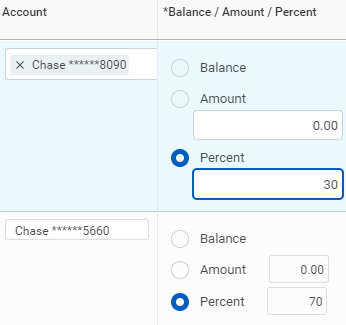 Account *Balance / Amount / Percent
× Chase ******8090
Balance
Amount
0.00
Percent
30
Chase ******5660
Balance
Amount 0.00
Percent 70